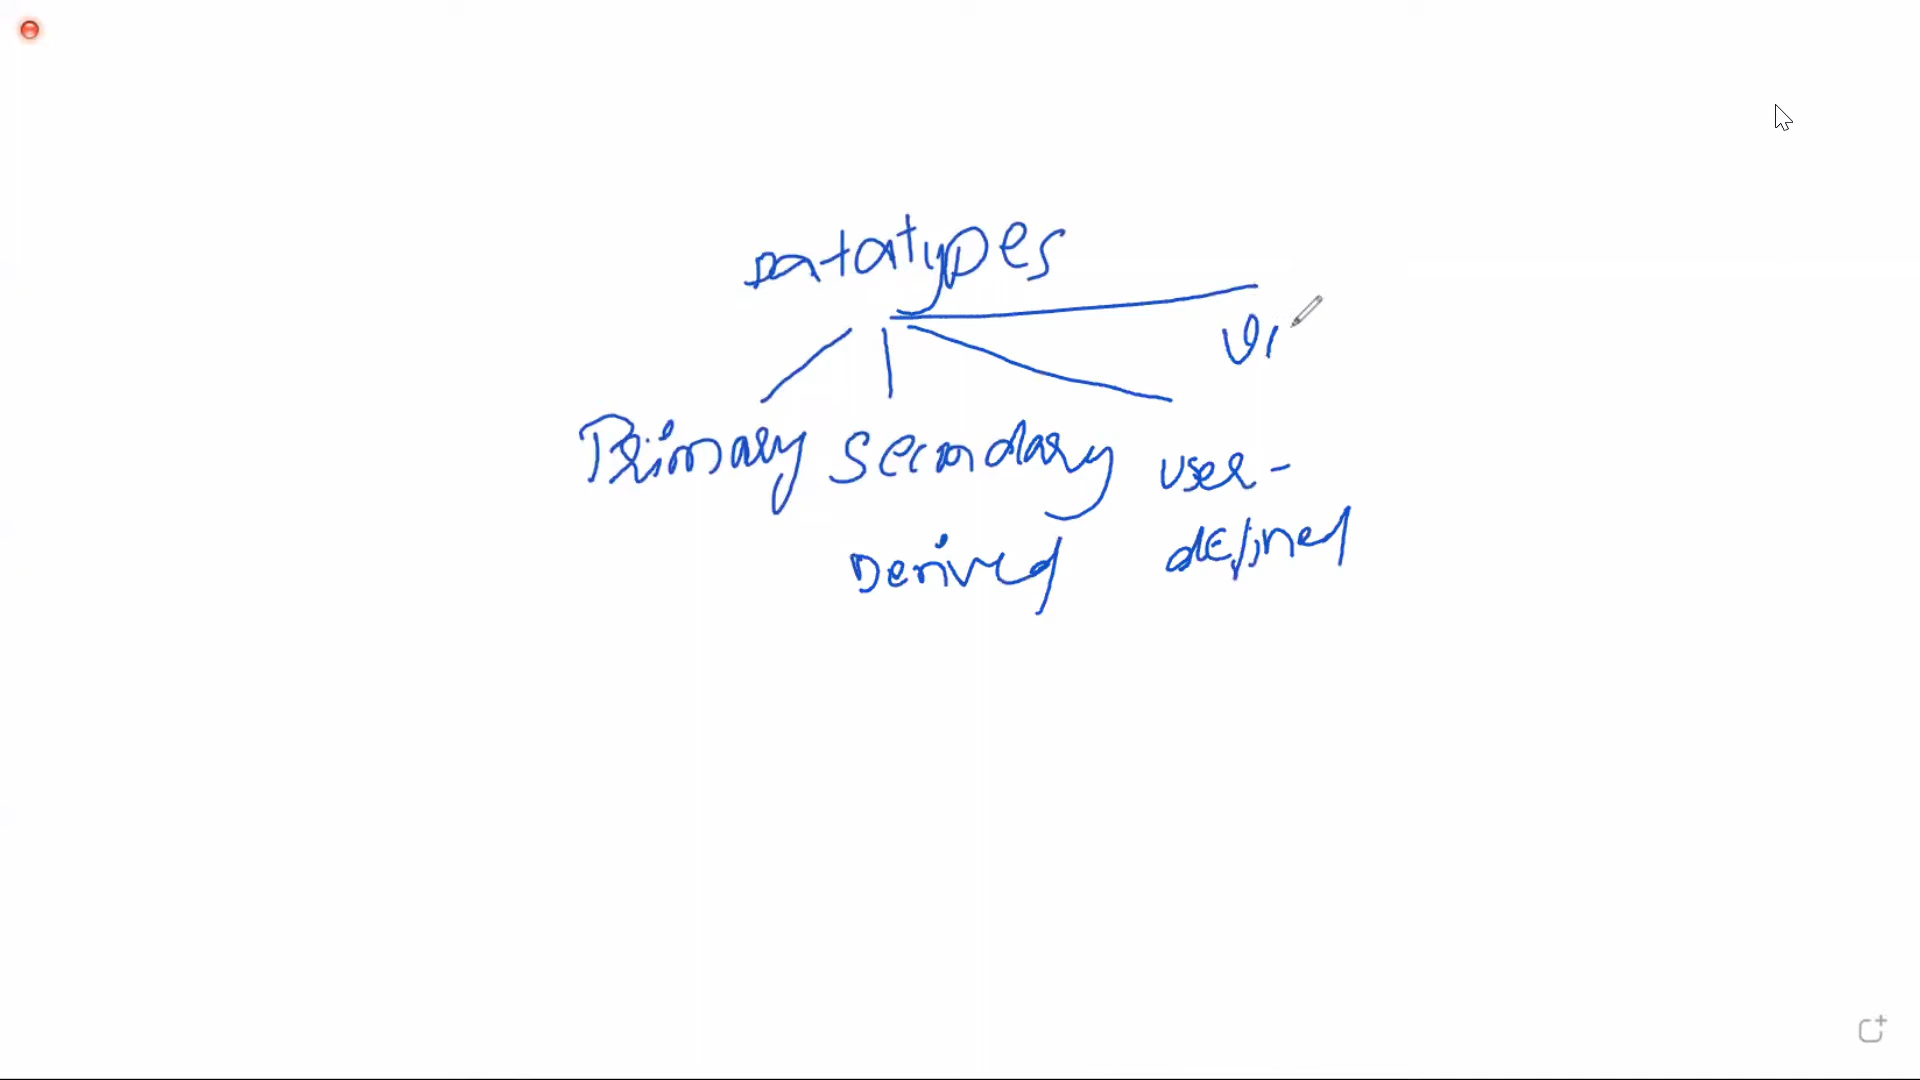 Datatypes
Primary secondary user-
Derived defined